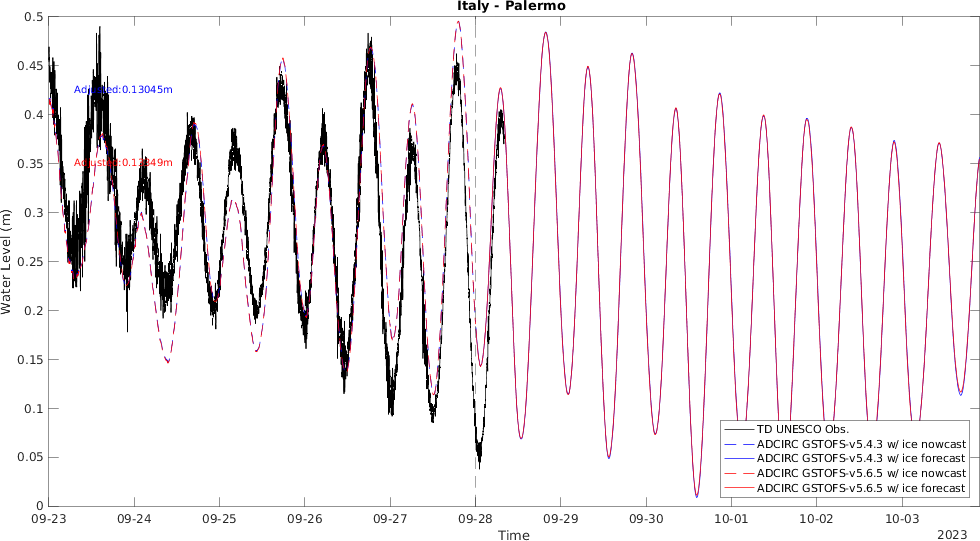 Italy - Palermo
0.5
0.45
0.4
0.35
0.3
0.25
0.2
0.15
0.1
0.05
0
Water Level (m)
Adjusted:0.13045m
TD UNESCO Obs.
ADCIRC GSTOFS-v5.4.3 w/ ice nowcast
ADCIRC GSTOFS-v5.4.3 w/ ice forecast
ADCIRC GSTOFS-v5.6.5 w/ ice nowcast
ADCIRC GSTOFS-v5.6.5 w/ ice forecast
09-23
09-24
09-25
09-26
09-27
09-28
09-29
09-30
10-01
10-02
10-03
Time
2023